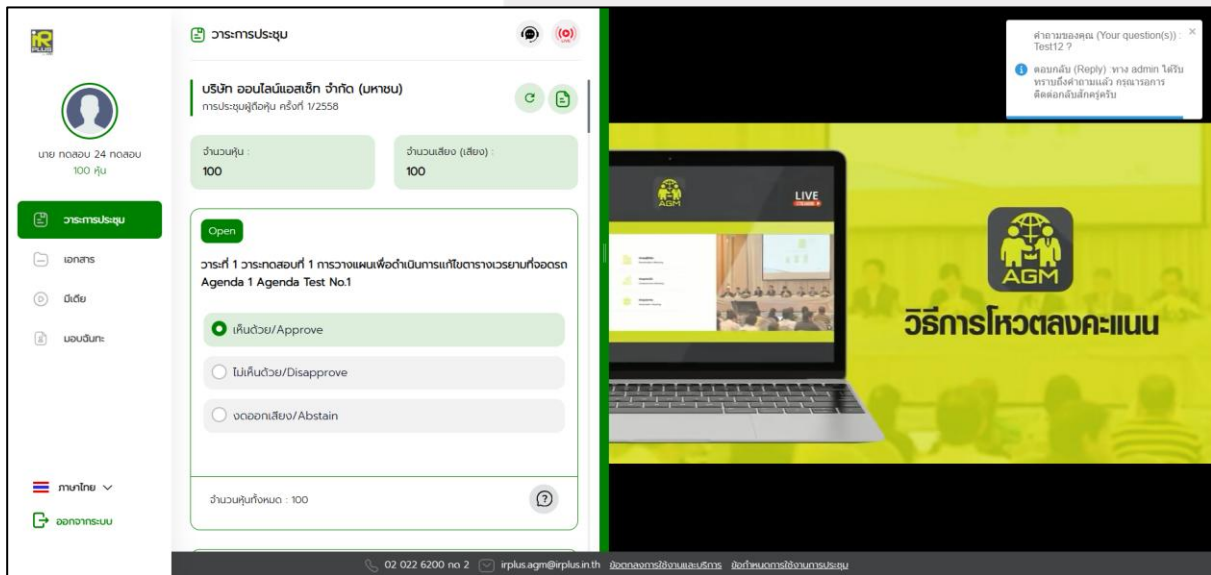 iR
PLUS
นาย ทดสอบ 24 ทดสอบ
100 หุ้น
วาระการประชุม
เอกสาร
มีเดีย
มอบฉันทะ
ภาษาไทย
ออกจากระบบ
วาระการประชุม
LIVE
บริษัท ออนไลน์แอสเซ็ท จำกัด (มหาชน)
การประชุมผู้ถือหุ้น ครั้งที่ 1/2558
จำนวนหุ้น :
100
จำนวนเสียง (เสียง) :
100
Open
วาระที่ 1 วาระทดสอบที่ 1 การวางแผนเพื่อดำเนินการแก้ไขตารางเวรยามที่จอดรถ
Agenda 1 Agenda Test No.1
เห็นด้วย/Approve
ไม่เห็นด้วย/Disapprove
งดออกเสียง/Abstain
จำนวนหุ้นทั้งหมด : 100
คำถามของคุณ (Your question(s)) :
Test12 ?
ตอบกลับ (Reply) :ทาง admin ได้รับ
ทราบถึงคำถามแล้ว กรุณารอการ
ติดต่อกลับสักครู่ครับ
AGM
LIVE
AGM
วิธีการโหวตลงคะแนน
02 022 6200 กด 2 irplus.agm@irplus.in.th ข้อตกลงการใช้งานและบริการ ข้อกำหนดการใช้งานการประชุม